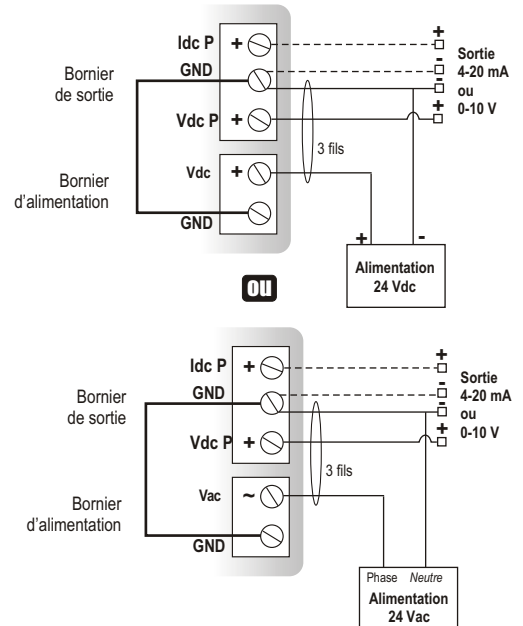 Idc P +
GND
Vdc P +
Bornier
de sortie
Vdc +
GND
Bornier
d'alimentation
3 fils
+
-
-
+
Sortie
4-20 mA
ou
0-10 V
+ -
Alimentation
24 Vdc
ou
Idc P +
GND
Vdc P +
Bornier
de sortie
Vac ~
GND
Bornier
d'alimentation
3 fils
+
-
-
+
Sortie
4-20 mA
ou
0-10 V
Phase Neutre
Alimentation
24 Vac